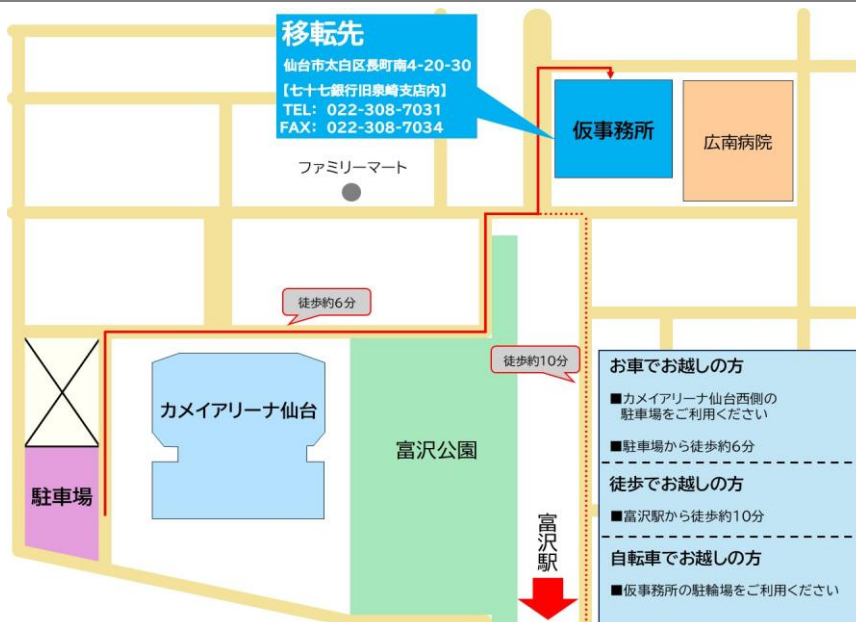 移転先
仙台市太白区長町南4-20-30
【七十七銀行旧泉崎支店内】
TEL: 022-308-7031
FAX: 022-308-7034
仮事務所
広南病院
ファミリーマート
徒歩約6分
徒歩約10分
カメイアリーナ仙台
富沢公園
駐車場
富沢駅
お車でお越しの方
■カメイアリーナ仙台西側の
駐車場をご利用ください
■駐車場から徒歩約6分
徒歩でお越しの方
■富沢駅から徒歩約10分
自転車でお越しの方
■仮事務所の駐輪場をご利用ください